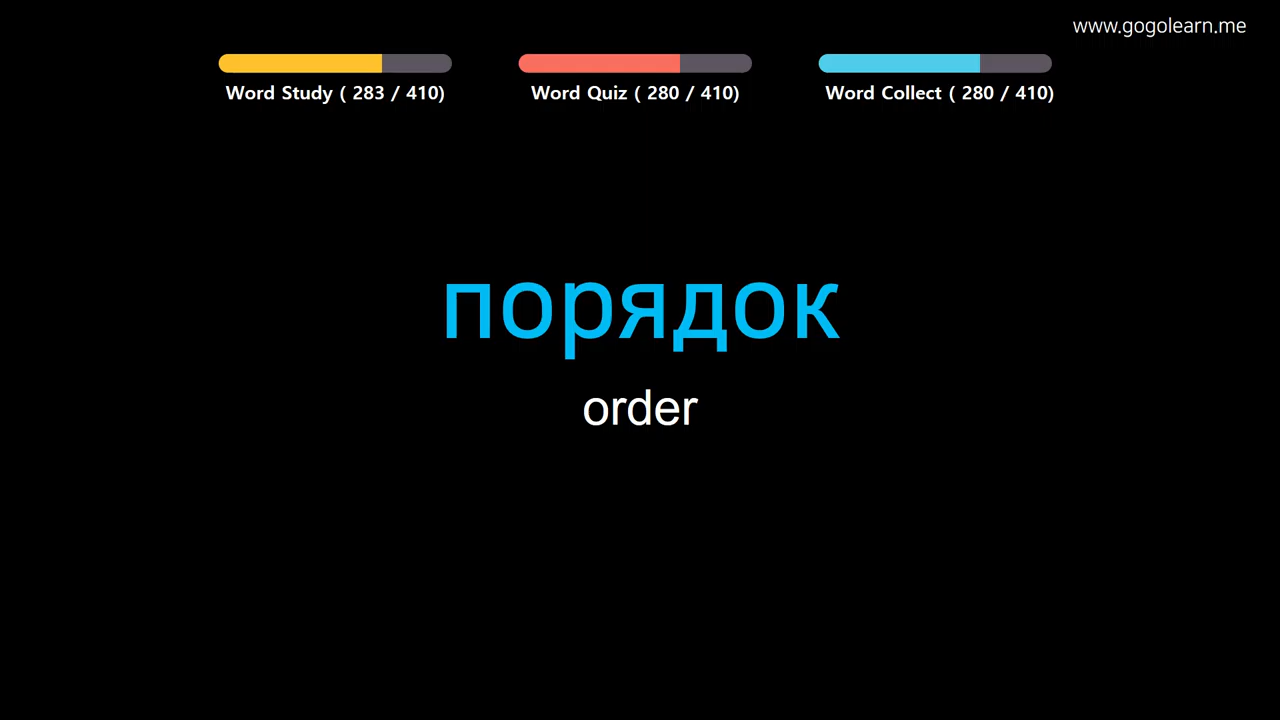 www.gogolearn.me
Word Study ( 283 / 410)
Word Quiz ( 280 / 410)
Word Collect ( 280 / 410)
порядок
order